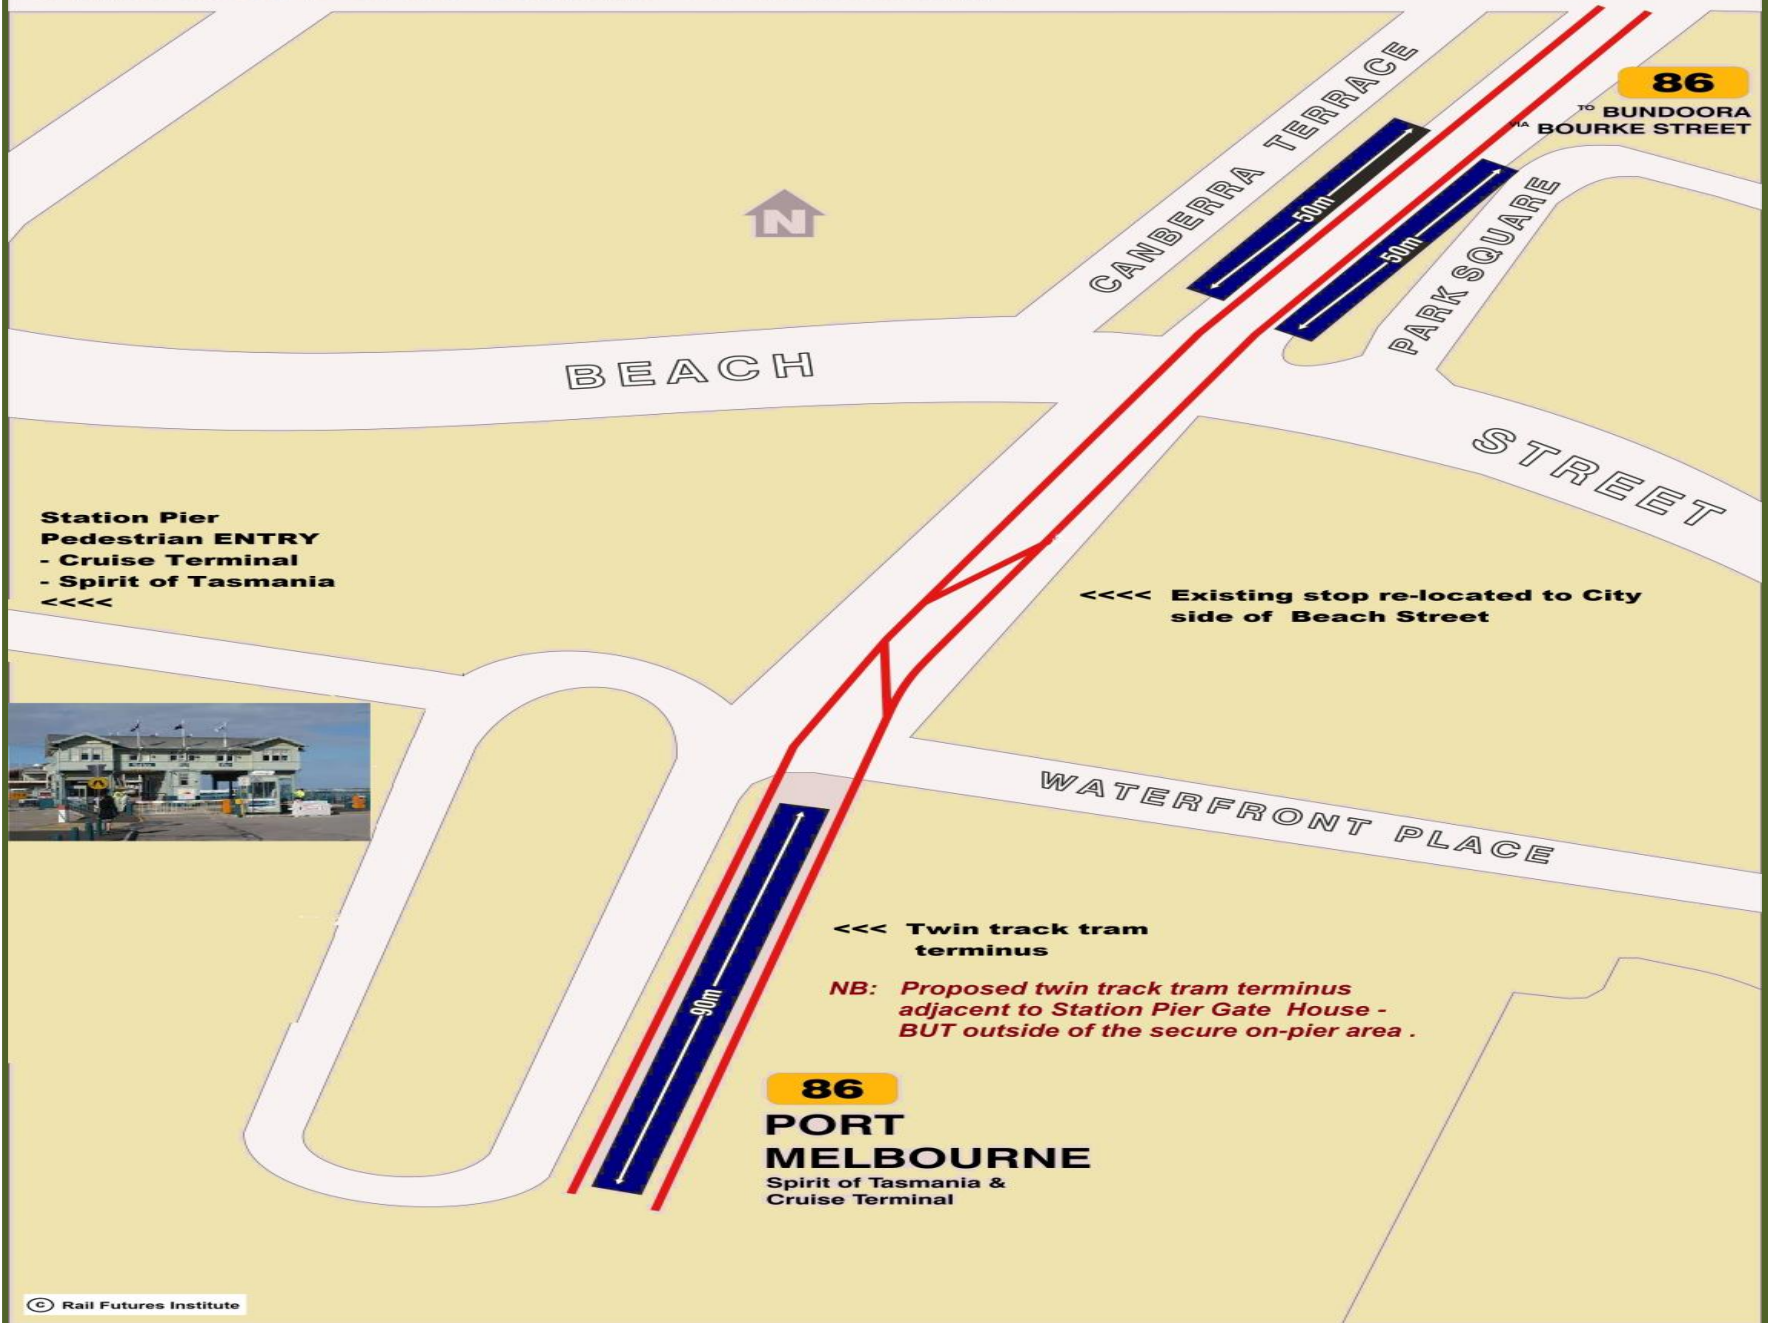 CANBERRA TERRACE
86
TO BUNDOORA
VIA BOURKE STREET
N
50m
50m
PARK SQUARE
BEACH
STREET
Station Pier
Pedestrian ENTRY
- Cruise Terminal
- Spirit of Tasmania
<<<<
<<<< Existing stop re-located to City
side of Beach Street
WATERFRONT PLACE
<<< Twin track tram
terminus
NB: Proposed twin track tram terminus
adjacent to Station Pier Gate House -
BUT outside of the secure on-pier area .
90m
86
PORT
MELBOURNE
Spirit of Tasmania &
Cruise Terminal
© Rail Futures Institute